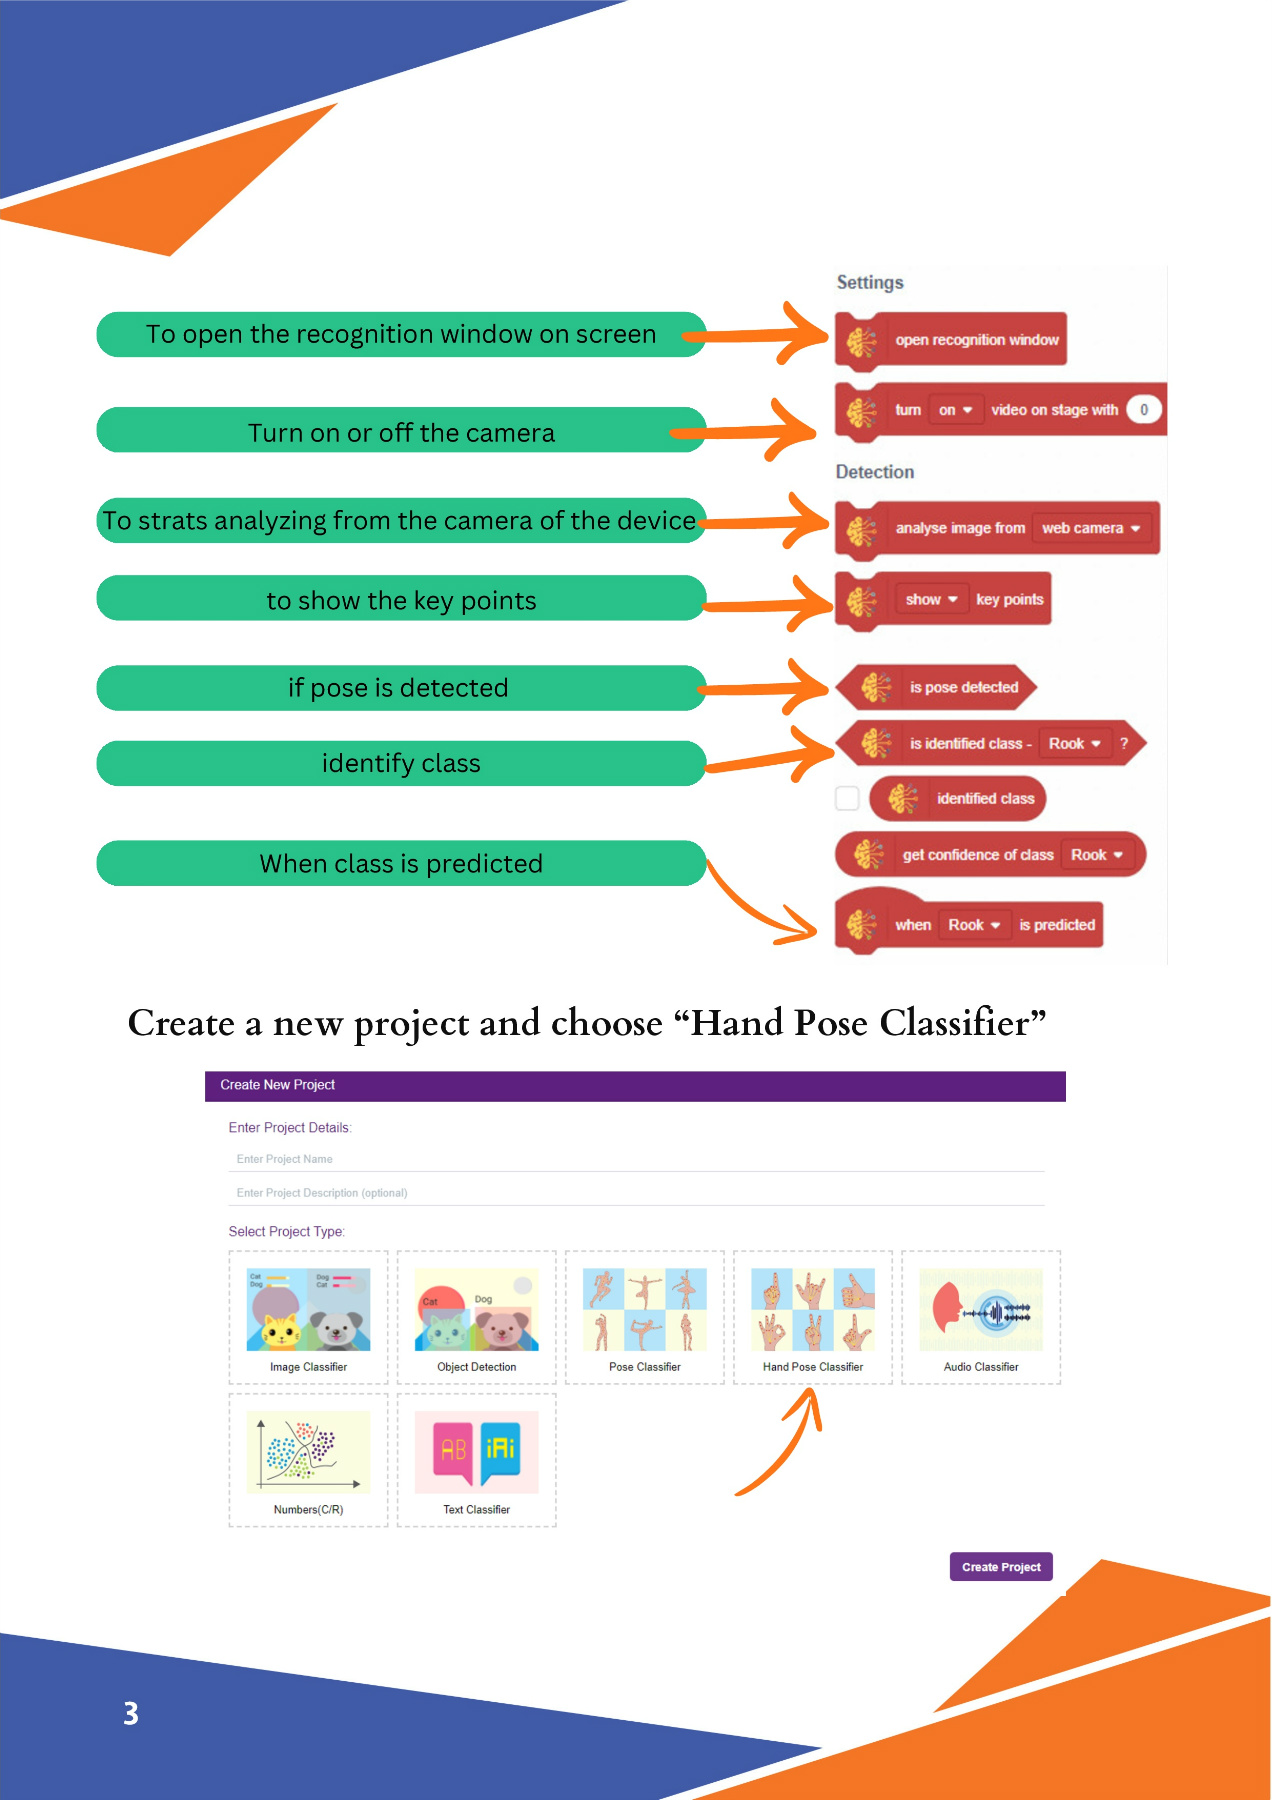 Settings
To open the recognition window on screen
open recognition window
Turn on or off the camera
turn on video on stage with 0
Detection
To strats analyzing from the camera of the device
analyse image from web camera
to show the key points
show key points
if pose is detected
is pose detected
identify class
is identified class - Rook ?
identified class
When class is predicted
get confidence of class Rook
when Rook is predicted
Create a new project and choose “Hand Pose Classifier”
Create New Project
Enter Project Details:
Enter Project Name
Enter Project Description (optional)
Select Project Type:
Cat
Dog
Dog
Cat
Cat
Dog
Image Classifier
Object Detection
Pose Classifier
Hand Pose Classifier
Audio Classifier
AB
Numbers(C/R)
Text Classifier
Create Project
3